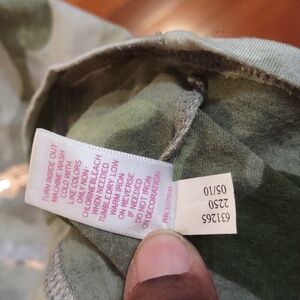 TURN INSIDE OUT
MACHINE WASH
COLD WITH
LIKE COLORS
ONLY NON-
CHLORINE BLEACH
WHEN NEEDED
TUMBLE DRY LOW
WARM IRON
ON REVERSE
IF NEEDED
DO NOT IRON
ON DECORATION
631265
2250
05/10